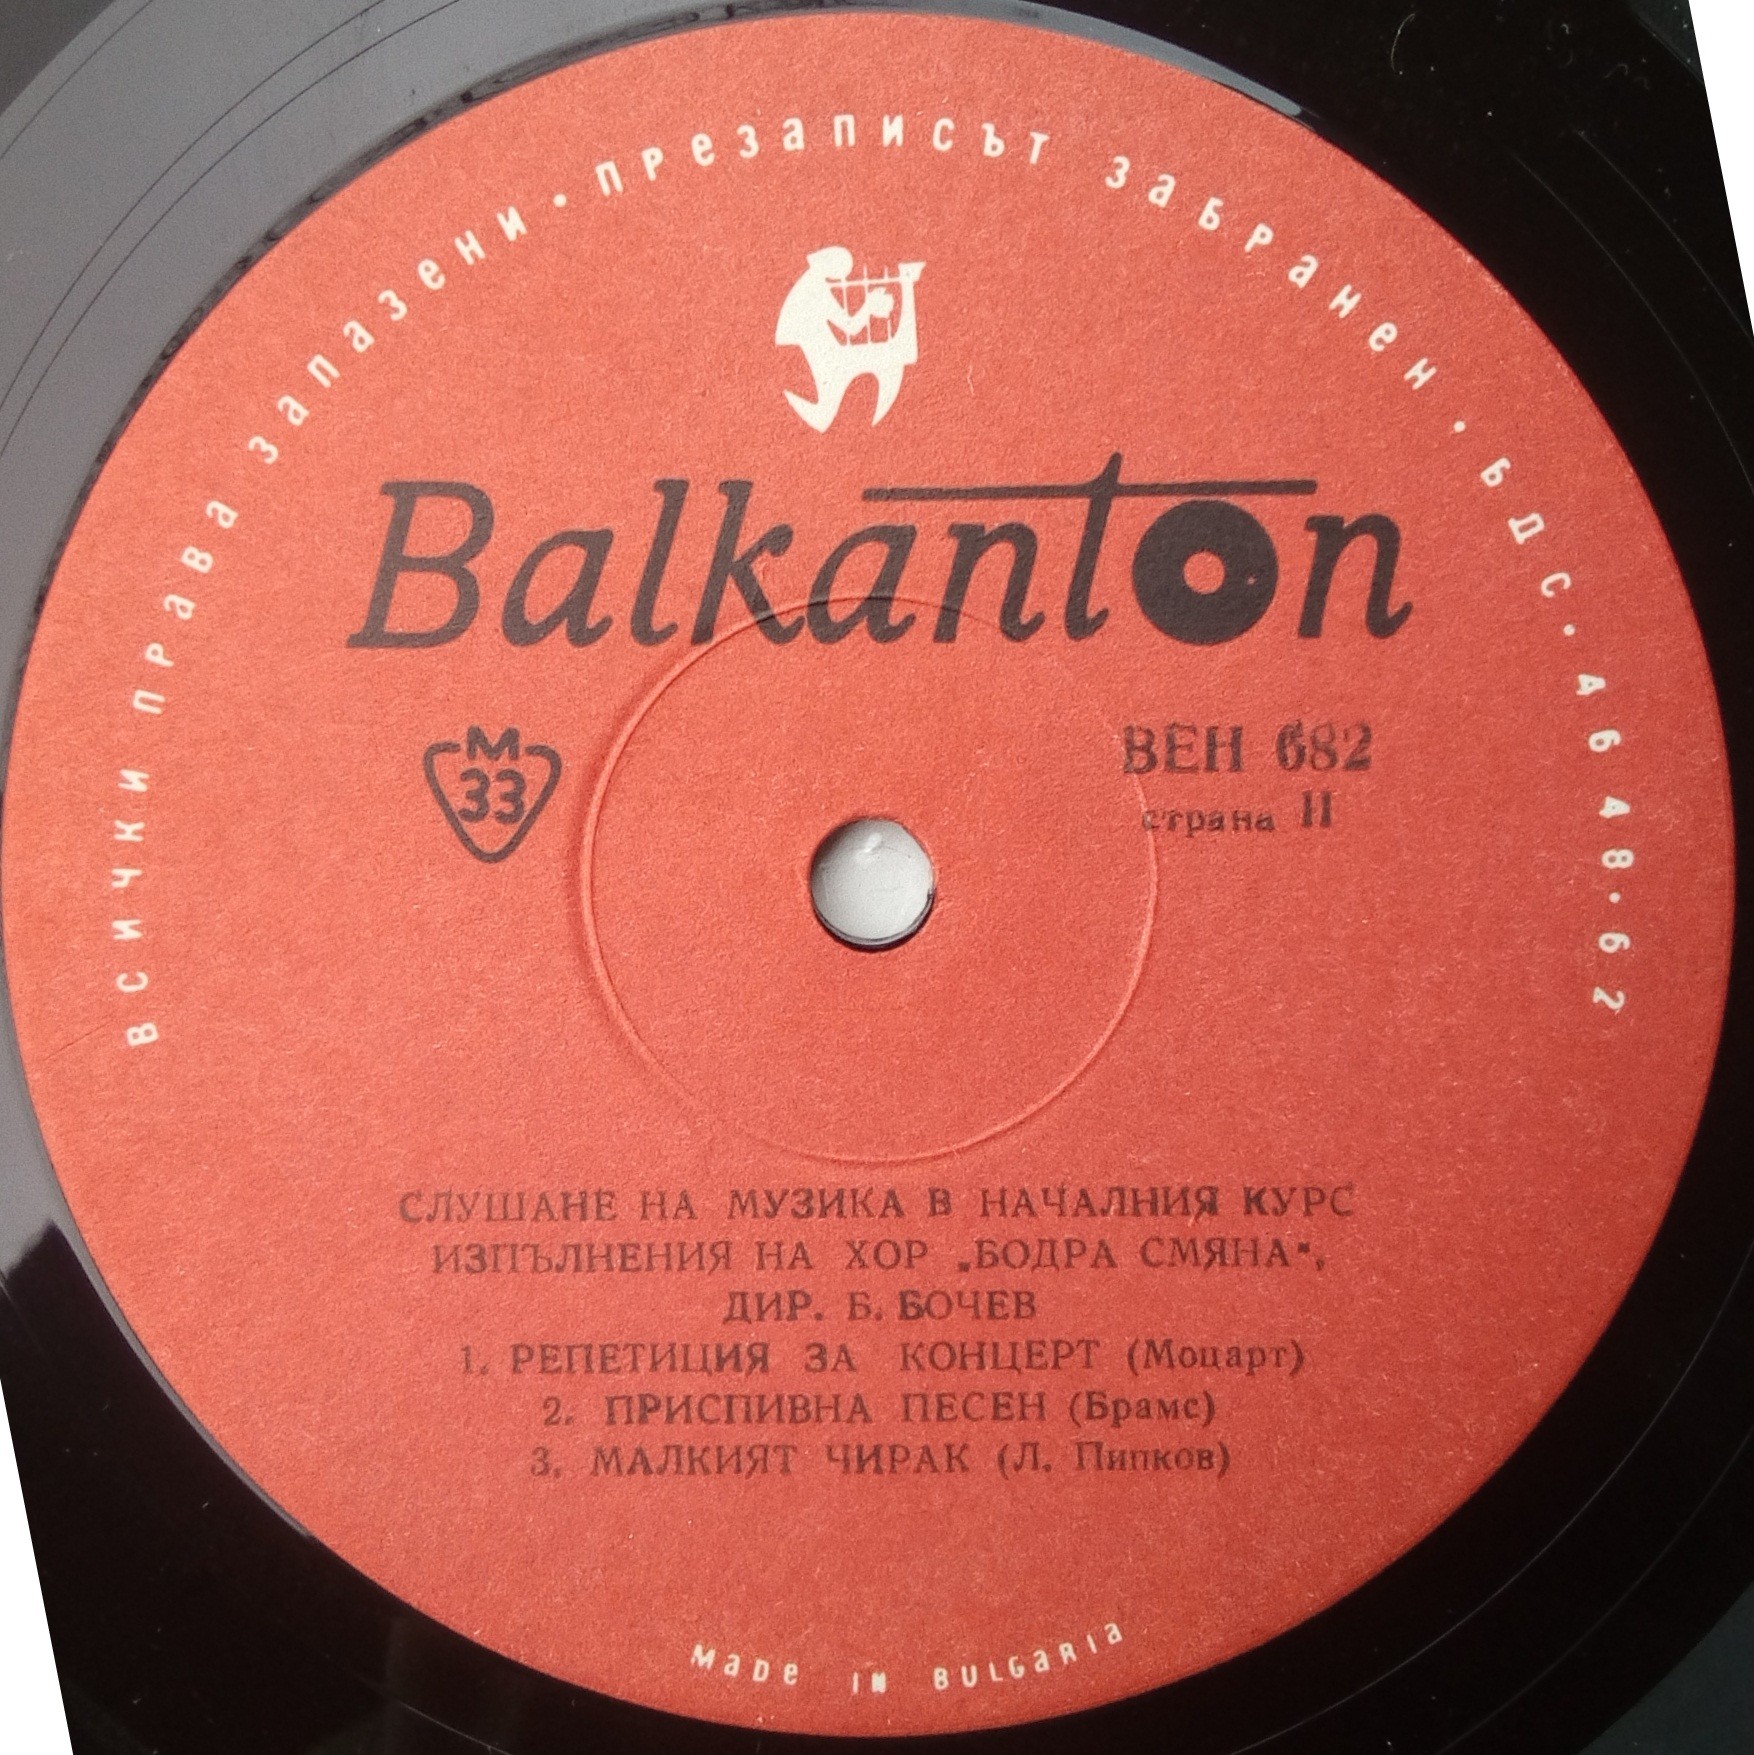 всички права запазени · презаписът забранен · БДС · 4648 · 62
Balkanton
М
33
ВЕН 682
страна II
СЛУШАНЕ НА МУЗИКА В НАЧАЛНИЯ КУРС
ИЗПЪЛНЕНИЯ НА ХОР „БОДРА СМЯНА",
ДИР. Б. БОЧЕВ
1. РЕПЕТИЦИЯ ЗА КОНЦЕРТ (Моцарт)
2. ПРИСПИВНА ПЕСЕН (Брамс)
3. МАЛКИЯТ ЧИРАК (Л. Пипков)
MADE IN BULGARIA